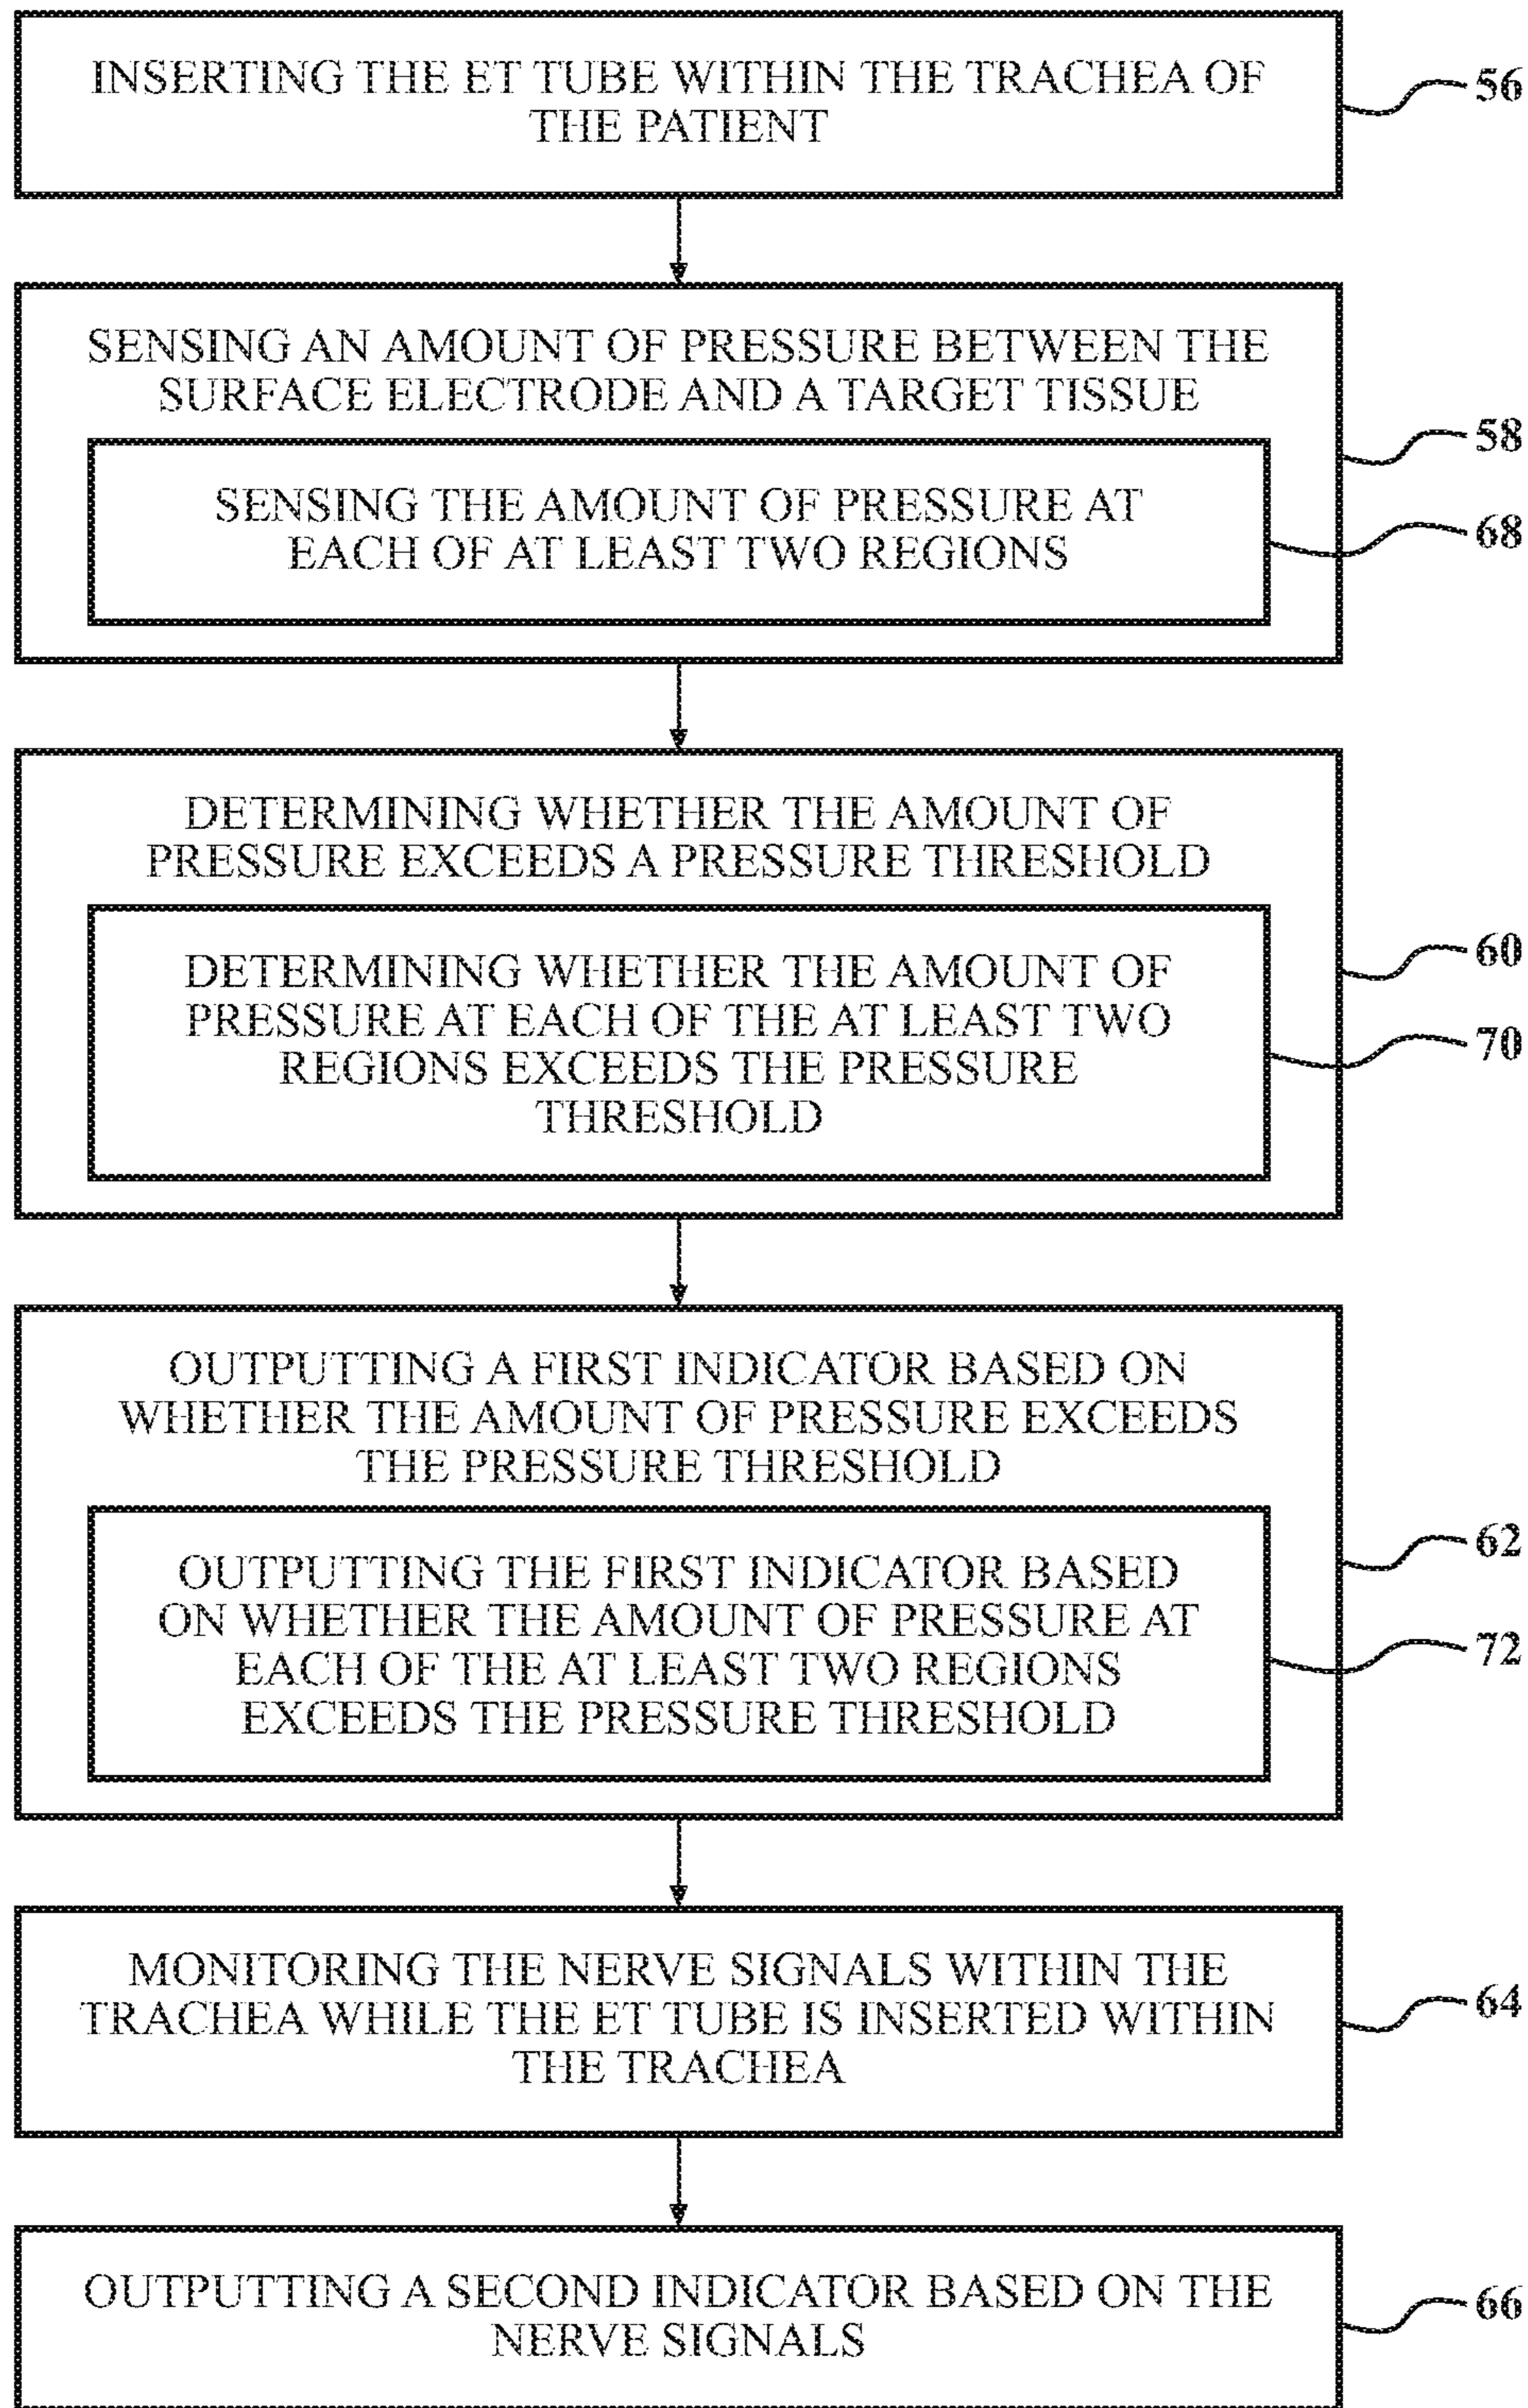 INSERTING THE ET TUBE WITHIN THE TRACHEA OF
THE PATIENT
56
SENSING AN AMOUNT OF PRESSURE BETWEEN THE
SURFACE ELECTRODE AND A TARGET TISSUE
58
SENSING THE AMOUNT OF PRESSURE AT
EACH OF AT LEAST TWO REGIONS
68
DETERMINING WHETHER THE AMOUNT OF
PRESSURE EXCEEDS A PRESSURE THRESHOLD
60
DETERMINING WHETHER THE AMOUNT OF
PRESSURE AT EACH OF THE AT LEAST TWO
REGIONS EXCEEDS THE PRESSURE
THRESHOLD
70
OUTPUTTING A FIRST INDICATOR BASED ON
WHETHER THE AMOUNT OF PRESSURE EXCEEDS
THE PRESSURE THRESHOLD
62
OUTPUTTING THE FIRST INDICATOR BASED
ON WHETHER THE AMOUNT OF PRESSURE AT
EACH OF THE AT LEAST TWO REGIONS
EXCEEDS THE PRESSURE THRESHOLD
72
MONITORING THE NERVE SIGNALS WITHIN THE
TRACHEA WHILE THE ET TUBE IS INSERTED WITHIN
THE TRACHEA
64
OUTPUTTING A SECOND INDICATOR BASED ON THE
NERVE SIGNALS
66